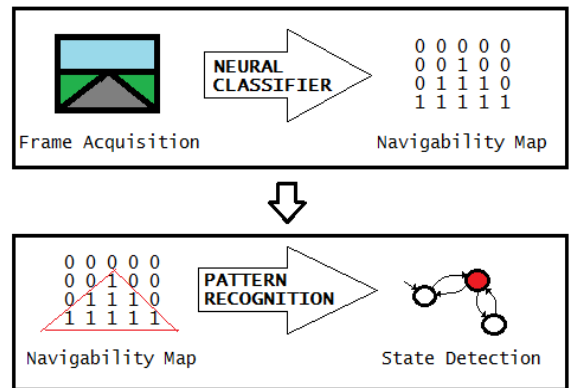 NEURAL
CLASSIFIER
0 0 0 0 0
0 0 1 0 0
0 1 1 1 0
1 1 1 1 1
Frame Acquisition
Navigability Map
0 0 0 0 0
0 0 1 0 0
0 1 1 1 0
1 1 1 1 1
PATTERN
RECOGNITION
Navigability Map
State Detection